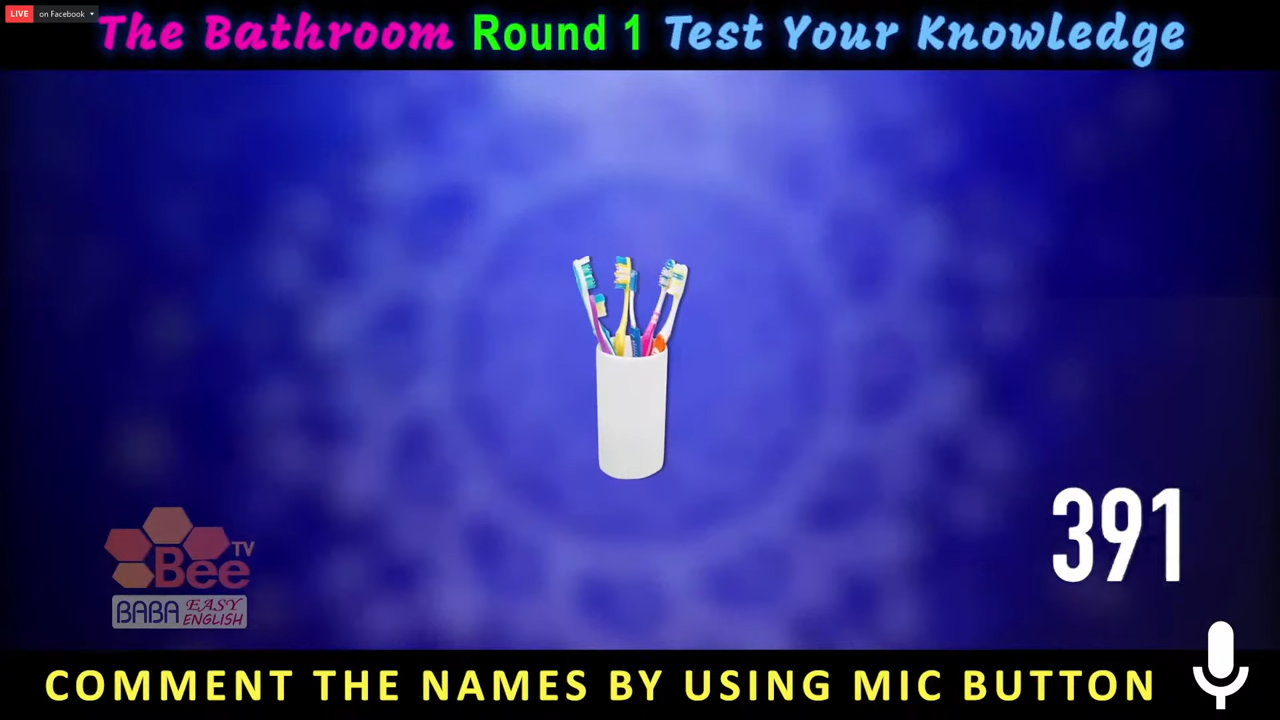 LIVE on Facebook
The Bathroom Round 1 Test Your Knowledge
391
Bee TV
BABA EASY ENGLISH
COMMENT THE NAMES BY USING MIC BUTTON